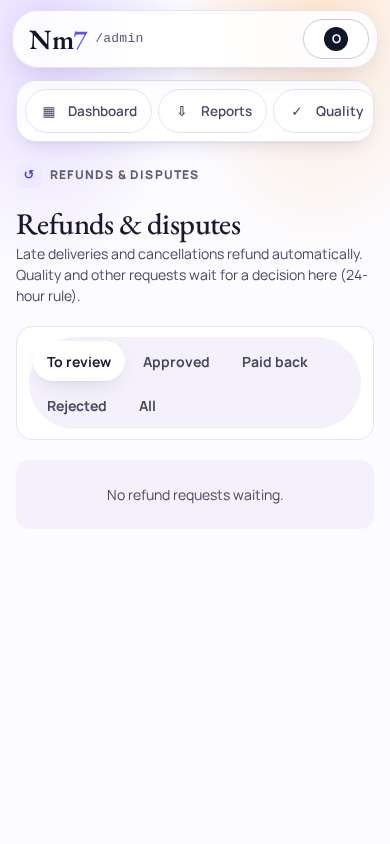 Nm7 /admin O
▦ Dashboard ⇩ Reports ✓ Quality
↺ REFUNDS & DISPUTES
Refunds & disputes
Late deliveries and cancellations refund automatically.
Quality and other requests wait for a decision here (24-
hour rule).
To review Approved Paid back
Rejected All
No refund requests waiting.